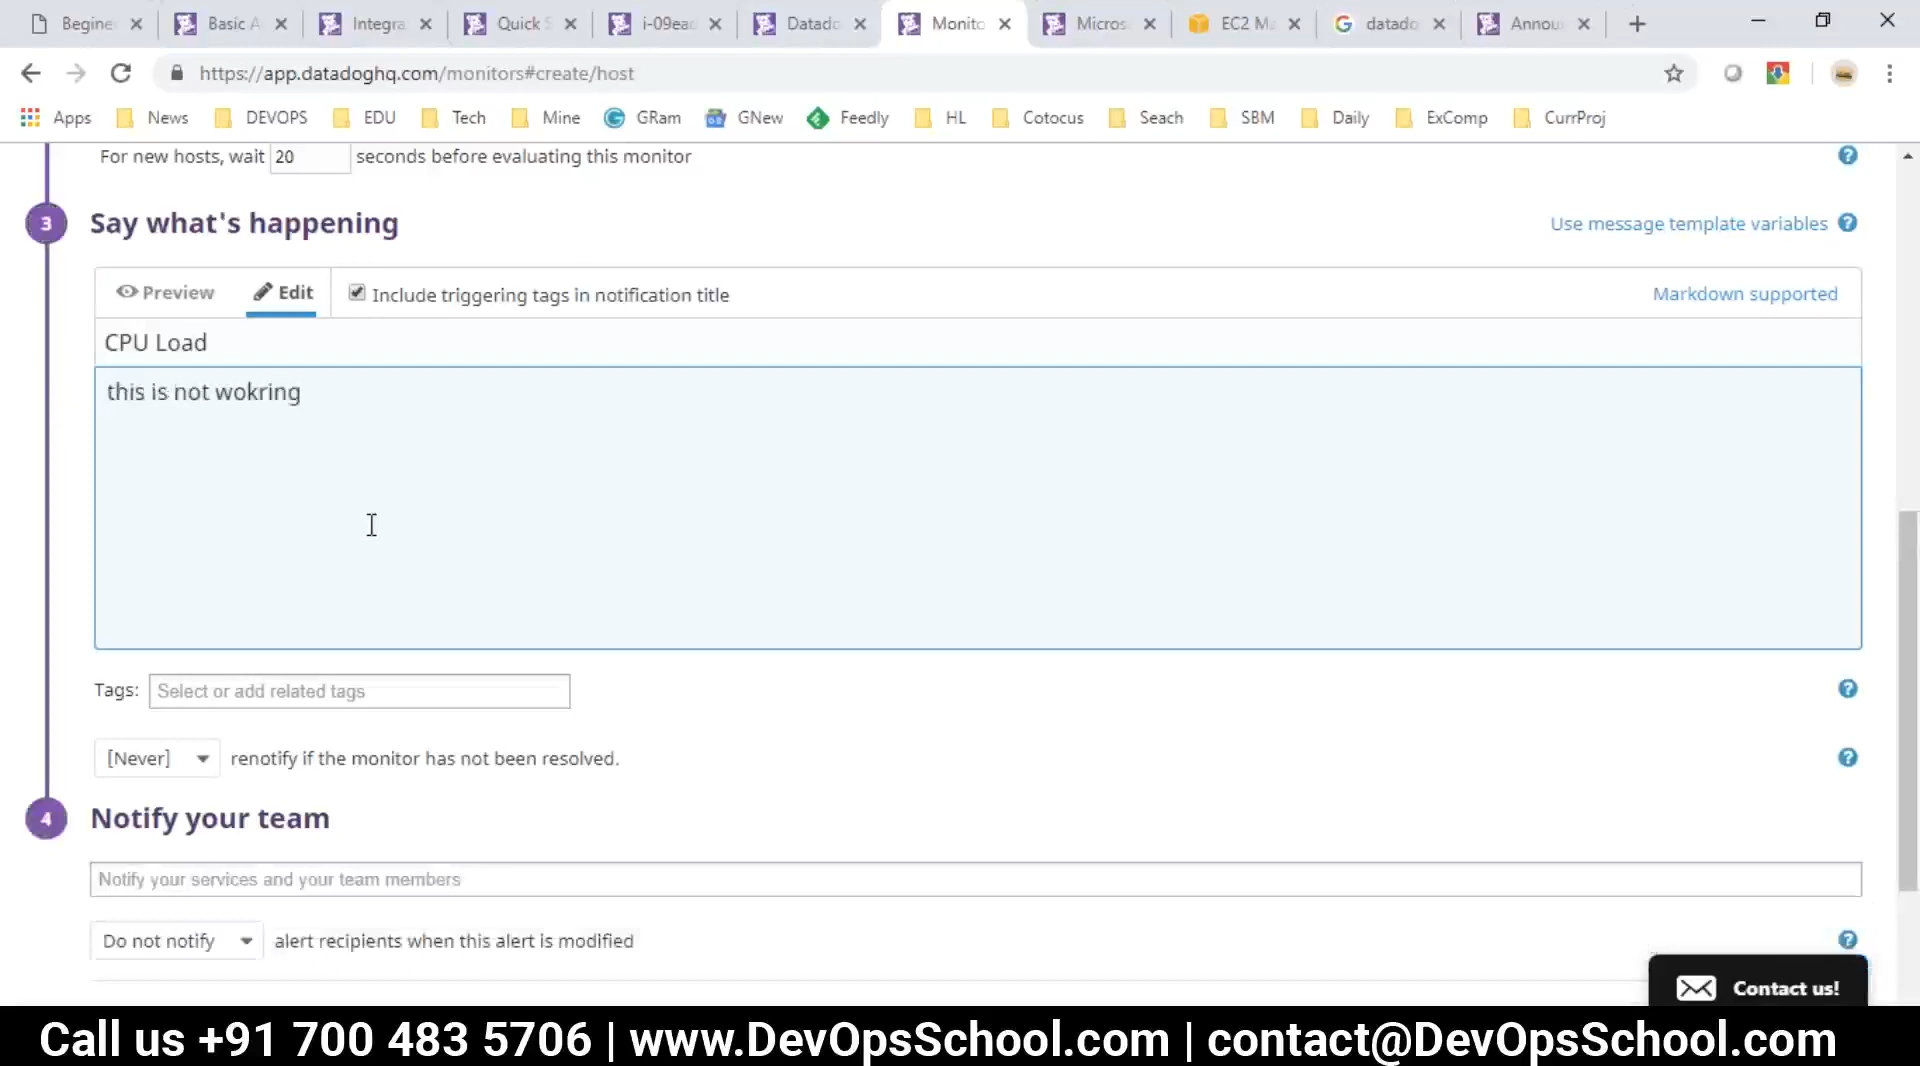 Begine
Basic A
Integra
Quick S
i-09eac
Datado
Monito
Micros
EC2 Ma
datado
Annou
https://app.datadoghq.com/monitors#create/host
Apps News DEVOPS EDU Tech Mine GRam GNew Feedly HL Cotocus Seach SBM Daily ExComp CurrProj
For new hosts, wait 20 seconds before evaluating this monitor
3 Say what's happening Use message template variables
Preview Edit Include triggering tags in notification title Markdown supported
CPU Load
this is not wokring
Tags: Select or add related tags
[Never] renotify if the monitor has not been resolved.
4 Notify your team
Notify your services and your team members
Do not notify alert recipients when this alert is modified
Contact us!
Call us +91 700 483 5706 | www.DevOpsSchool.com | contact@DevOpsSchool.com